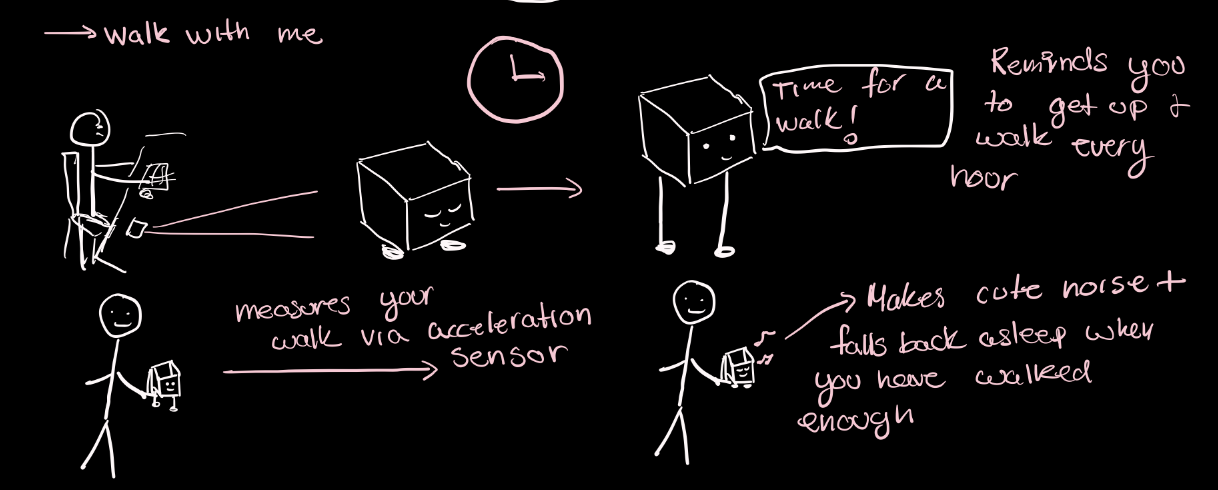 → Walk with me
Time for a
walk!
Reminds you
to get up +
walk every
hour
measures your
walk via acceleration
sensor
Makes cute noise +
falls back asleep when
you have walked
enough